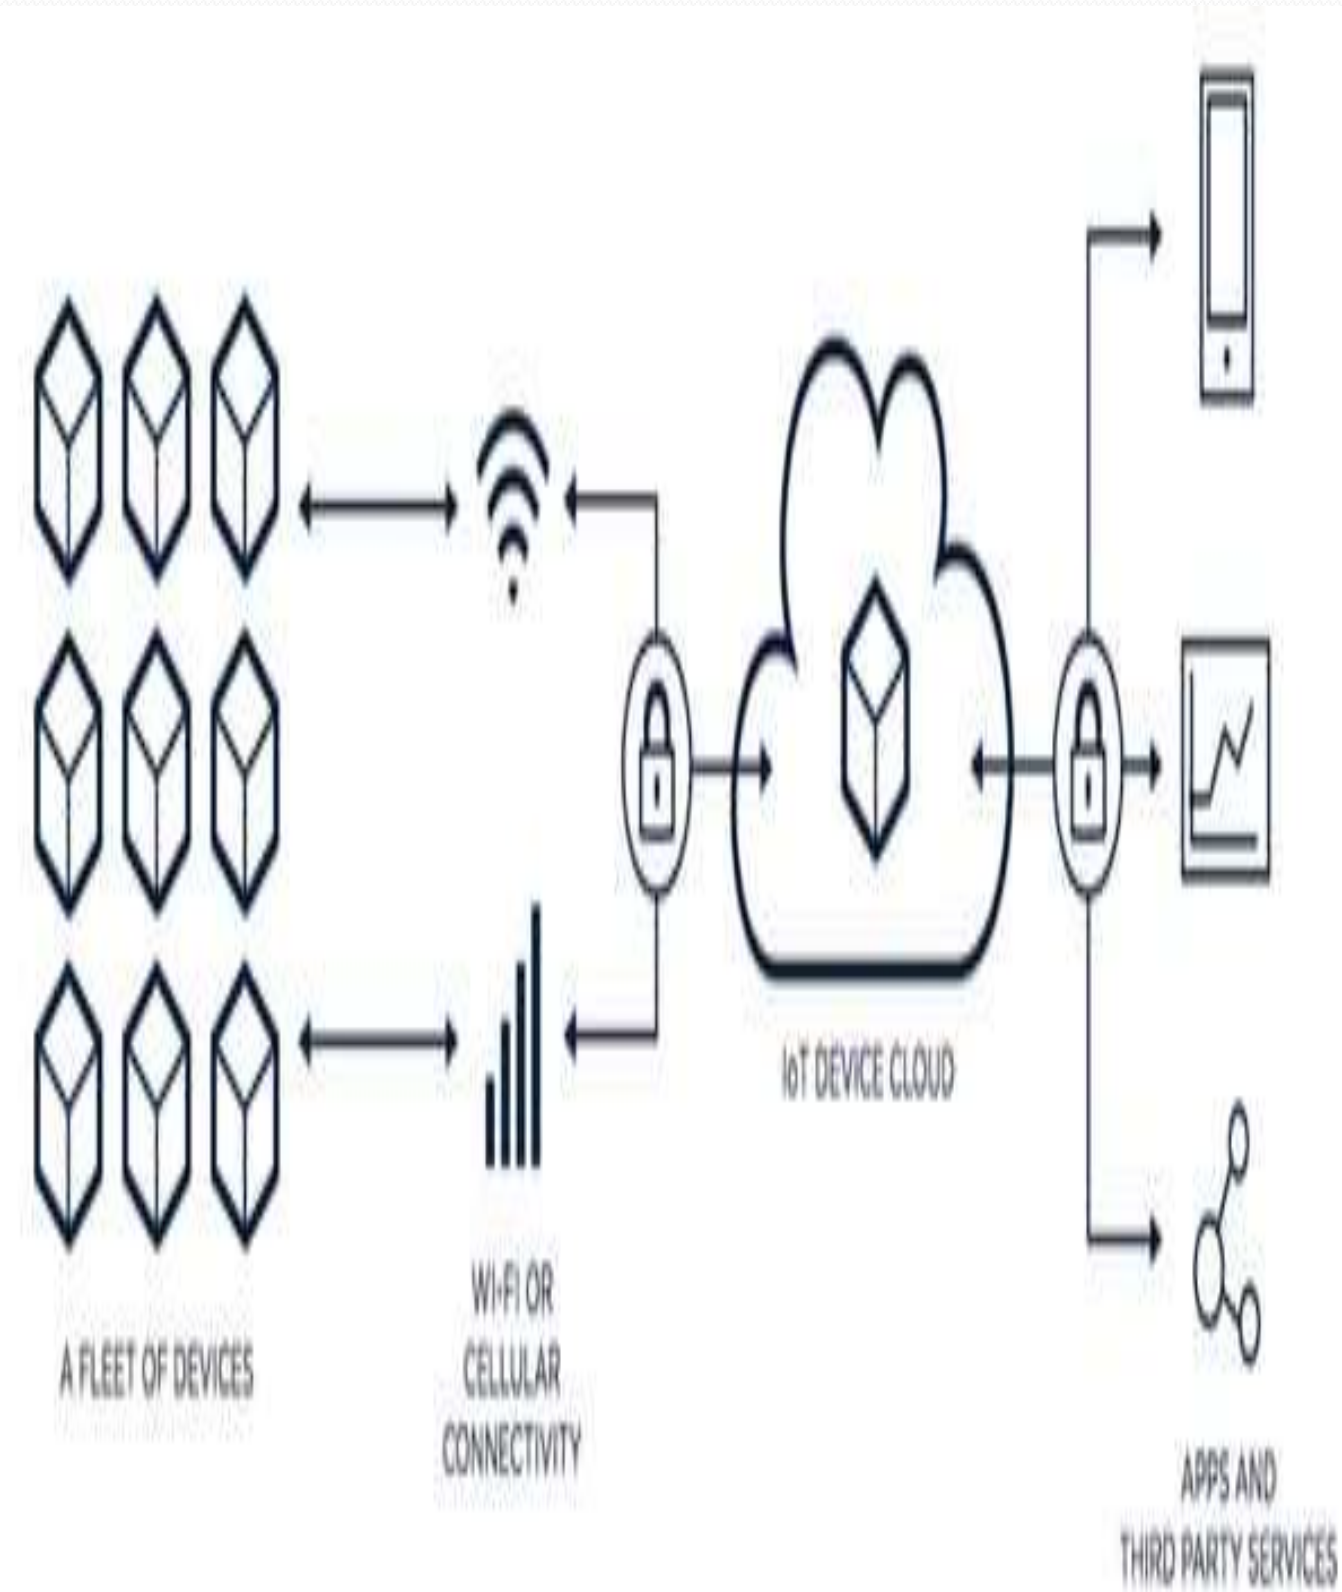 A FLEET OF DEVICES
WI-FI OR
CELLULAR
CONNECTIVITY
IoT DEVICE CLOUD
APPS AND
THIRD PARTY SERVICES